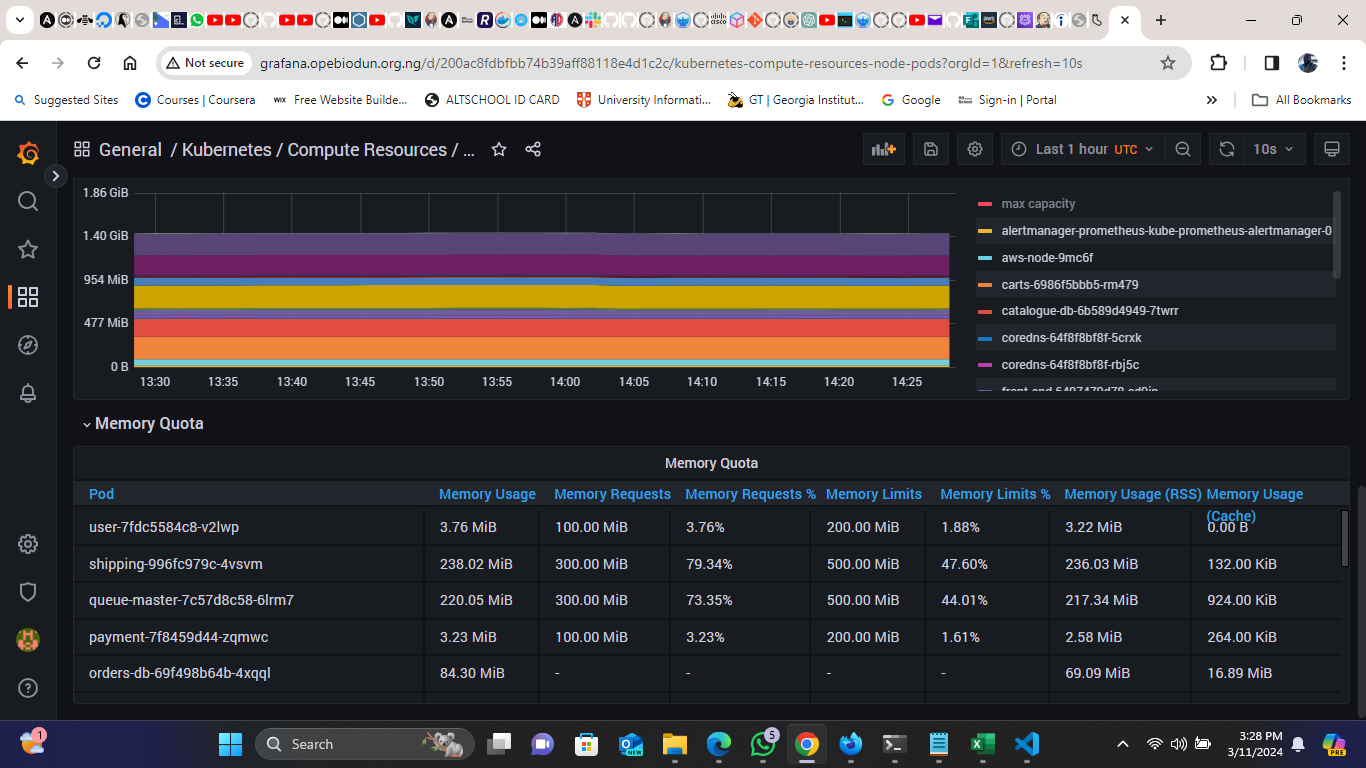 Not secure
grafana.opebiodun.org.ng/d/200ac8fdbfbb74b39aff88118e4d1c2c/kubernetes-compute-resources-node-pods?orgId=1&refresh=10s
Suggested Sites
Courses | Coursera
WIX Free Website Builde...
ALTSCHOOL ID CARD
University Informati...
GT | Georgia Institut...
Google
Sign-in | Portal
All Bookmarks
General / Kubernetes / Compute Resources / ...
Last 1 hour UTC
10s
1.86 GiB
1.40 GiB
954 MiB
477 MiB
0 B
13:30 13:35 13:40 13:45 13:50 13:55 14:00 14:05 14:10 14:15 14:20 14:25
max capacity
alertmanager-prometheus-kube-prometheus-alertmanager-0
aws-node-9mc6f
carts-6986f5bbb5-rm479
catalogue-db-6b589d4949-7twrr
coredns-64f8f8bf8f-5crxk
coredns-64f8f8bf8f-rbj5c
Memory Quota
Memory Quota
Pod Memory Usage Memory Requests Memory Requests % Memory Limits Memory Limits % Memory Usage (RSS) Memory Usage (Cache)
user-7fdc5584c8-v2lwp 3.76 MiB 100.00 MiB 3.76% 200.00 MiB 1.88% 3.22 MiB 0.00 B
shipping-996fc979c-4vsvm 238.02 MiB 300.00 MiB 79.34% 500.00 MiB 47.60% 236.03 MiB 132.00 KiB
queue-master-7c57d8c58-6lrm7 220.05 MiB 300.00 MiB 73.35% 500.00 MiB 44.01% 217.34 MiB 924.00 KiB
payment-7f8459d44-zqmwc 3.23 MiB 100.00 MiB 3.23% 200.00 MiB 1.61% 2.58 MiB 264.00 KiB
orders-db-69f498b64b-4xqql 84.30 MiB - - - - 69.09 MiB 16.89 MiB
1
Search
NEW
5
3:28 PM
3/11/2024
PRE